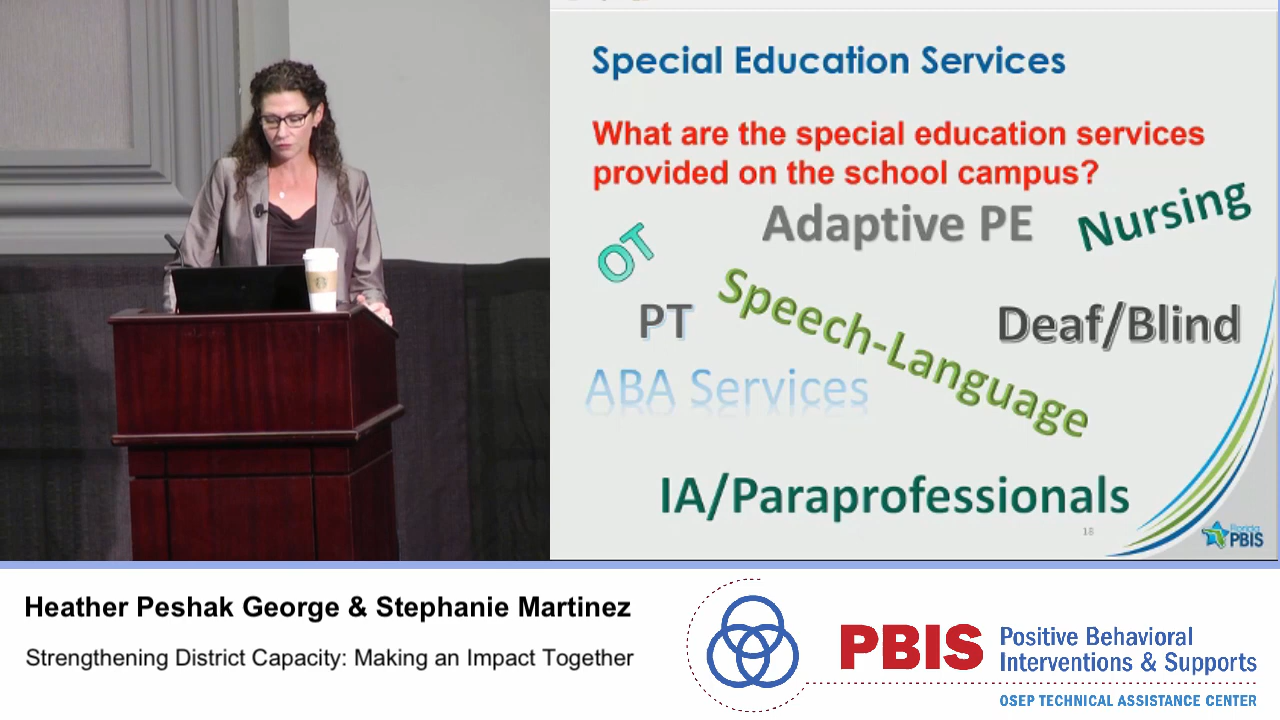 Special Education Services
What are the special education services
provided on the school campus?
Adaptive PE
Nursing
OT
Speech-Language
PT
Deaf/Blind
ABA Services
IA/Paraprofessionals
18
Florida
PBIS
Heather Peshak George & Stephanie Martinez
Strengthening District Capacity: Making an Impact Together
PBIS
Positive Behavioral
Interventions & Supports
OSEP TECHNICAL ASSISTANCE CENTER